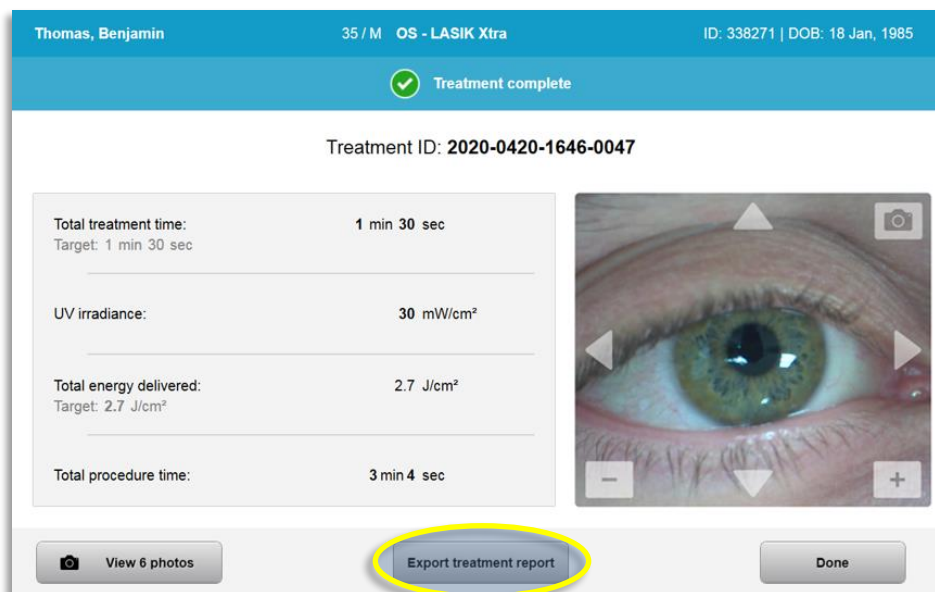 Thomas, Benjamin 35 / M OS - LASIK Xtra ID: 338271 | DOB: 18 Jan, 1985
Treatment complete
Treatment ID: 2020-0420-1646-0047
Total treatment time: 1 min 30 sec
Target: 1 min 30 sec
UV irradiance: 30 mW/cm²
Total energy delivered: 2.7 J/cm²
Target: 2.7 J/cm²
Total procedure time: 3 min 4 sec
View 6 photos Export treatment report Done